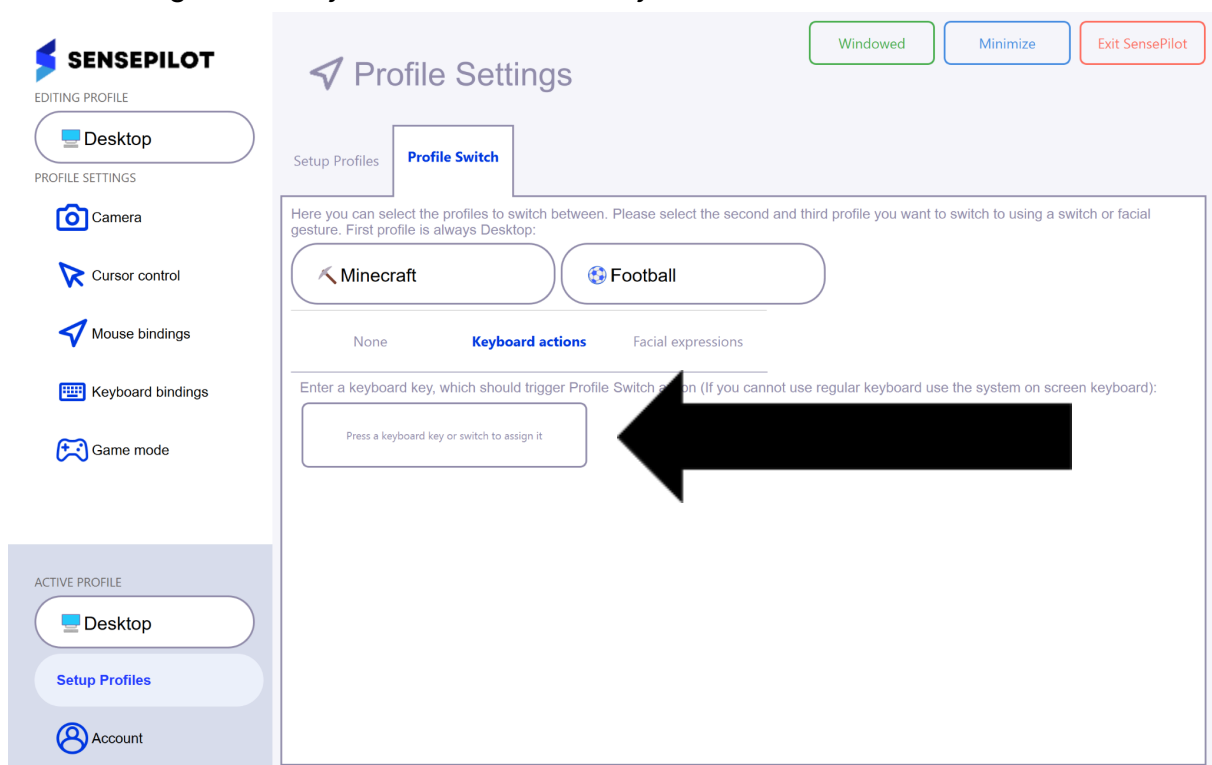 SENSEPILOT
EDITING PROFILE
Desktop
PROFILE SETTINGS
Camera
Cursor control
Mouse bindings
Keyboard bindings
Game mode
ACTIVE PROFILE
Desktop
Setup Profiles
Account
Windowed
Minimize
Exit SensePilot
Profile Settings
Setup Profiles
Profile Switch
Here you can select the profiles to switch between. Please select the second and third profile you want to switch to using a switch or facial
gesture. First profile is always Desktop:
Minecraft
Football
None
Keyboard actions
Facial expressions
Enter a keyboard key, which should trigger Profile Switch (If you cannot use regular keyboard use the system on screen keyboard):
Press a keyboard key or switch to assign it